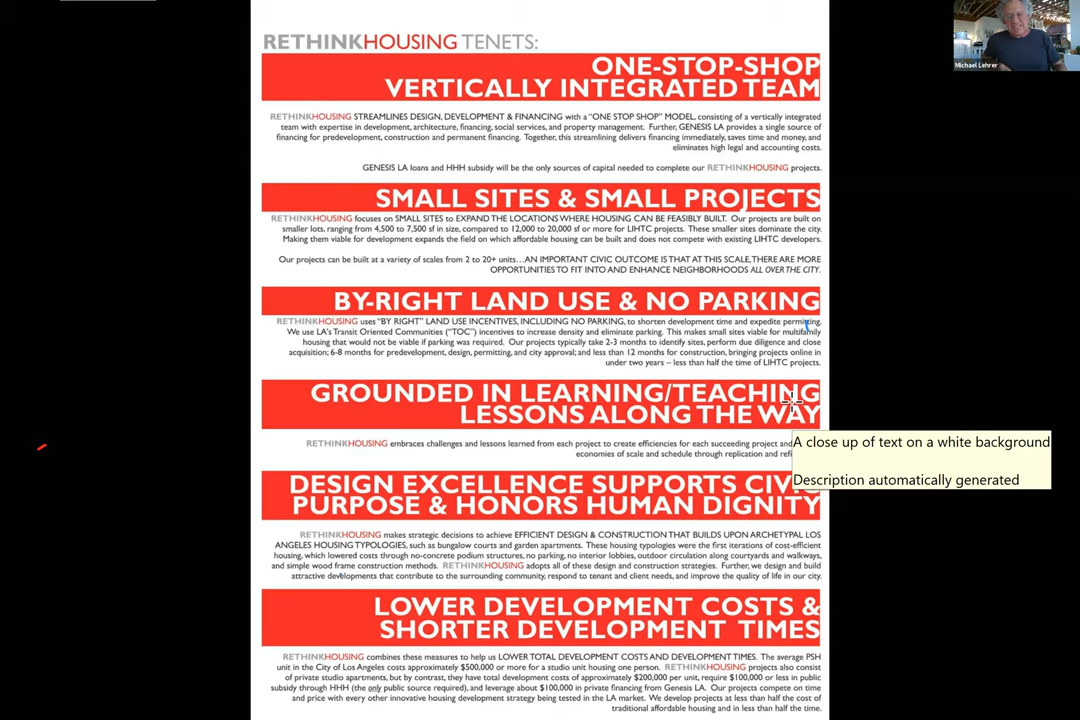 RETHINKHOUSING TENETS:
Michael Lehrer
ONE-STOP-SHOP
VERTICALLY INTEGRATED TEAM
RETHINKHOUSING STREAMLINES DESIGN, DEVELOPMENT & FINANCING with a “ONE STOP SHOP” MODEL, consisting of a vertically integrated
team with expertise in development, architecture, financing, social services, and property management. Further, GENESIS LA provides a single source of
financing for predevelopment, construction and permanent financing. Together, this streamlining delivers financing immediately, saves time and money, and
eliminates high legal and accounting costs.
GENESIS LA loans and HHH subsidy will be the only sources of capital needed to complete our RETHINKHOUSING projects.
SMALL SITES & SMALL PROJECTS
RETHINKHOUSING focuses on SMALL SITES to EXPAND THE LOCATIONS WHERE HOUSING CAN BE FEASIBLY BUILT. Our projects are built on
smaller lots, ranging from 4,500 to 7,500 sf in size, compared to 12,000 to 20,000 sf or more for LIHTC projects. These smaller sites dominate the city.
Making them viable for development expands the field on which affordable housing can be built and does not compete with existing LIHTC developers.
Our projects can be built at a variety of scales from 2 to 20+ units…AN IMPORTANT CIVIC OUTCOME IS THAT AT THIS SCALE, THERE ARE MORE
OPPORTUNITIES TO FIT INTO AND ENHANCE NEIGHBORHOODS ALL OVER THE CITY.
BY-RIGHT LAND USE & NO PARKING
RETHINKHOUSING uses “BY RIGHT” LAND USE INCENTIVES, INCLUDING NO PARKING, to shorten development time and expedite permitting.
We use LA's Transit Oriented Communities (“TOC”) incentives to increase density and eliminate parking. This makes small sites viable for multifamily
housing that would not be viable if parking was required. Our projects typically take 2-3 months to identify sites, perform due diligence and close
acquisition; 6-8 months for predevelopment, design, permitting, and city approval; and less than 12 months for construction, bringing projects online in
under two years – less than half the time of LIHTC projects.
GROUNDED IN LEARNING/TEACHING
LESSONS ALONG THE WAY
RETHINKHOUSING embraces challenges and lessons learned from each project to create efficiencies for each succeeding project and
economies of scale and schedule through replication and
A close up of text on a white background
Description automatically generated
DESIGN EXCELLENCE SUPPORTS CIVIC
PURPOSE & HONORS HUMAN DIGNITY
RETHINKHOUSING makes strategic decisions to achieve EFFICIENT DESIGN & CONSTRUCTION THAT BUILDS UPON ARCHETYPAL LOS
ANGELES HOUSING TYPOLOGIES, such as bungalow courts and garden apartments. These housing typologies were the first iterations of cost-efficient
housing, which lowered costs through no-concrete podium structures, no parking, no interior lobbies, outdoor circulation along courtyards and walkways,
and simple wood frame construction methods. RETHINKHOUSING adopts all of these design and construction strategies. Further, we design and build
attractive developments that contribute to the surrounding community, respond to tenant and client needs, and improve the quality of life in our city.
LOWER DEVELOPMENT COSTS &
SHORTER DEVELOPMENT TIMES
RETHINKHOUSING combines these measures to help us LOWER TOTAL DEVELOPMENT COSTS AND DEVELOPMENT TIMES. The average PSH
unit in the City of Los Angeles costs approximately $500,000 or more for a studio unit housing one person. RETHINKHOUSING projects also consist
of private studio apartments, but by contrast, they have total development costs of approximately $200,000 per unit, require $100,000 or less in public
subsidy through HHH (the only public source required), and leverage about $100,000 in private financing from Genesis LA. Our projects compete on time
and price with every other innovative housing development strategy being tested in the LA market. We develop projects at less than half the cost of
traditional affordable housing and in less than half the time.